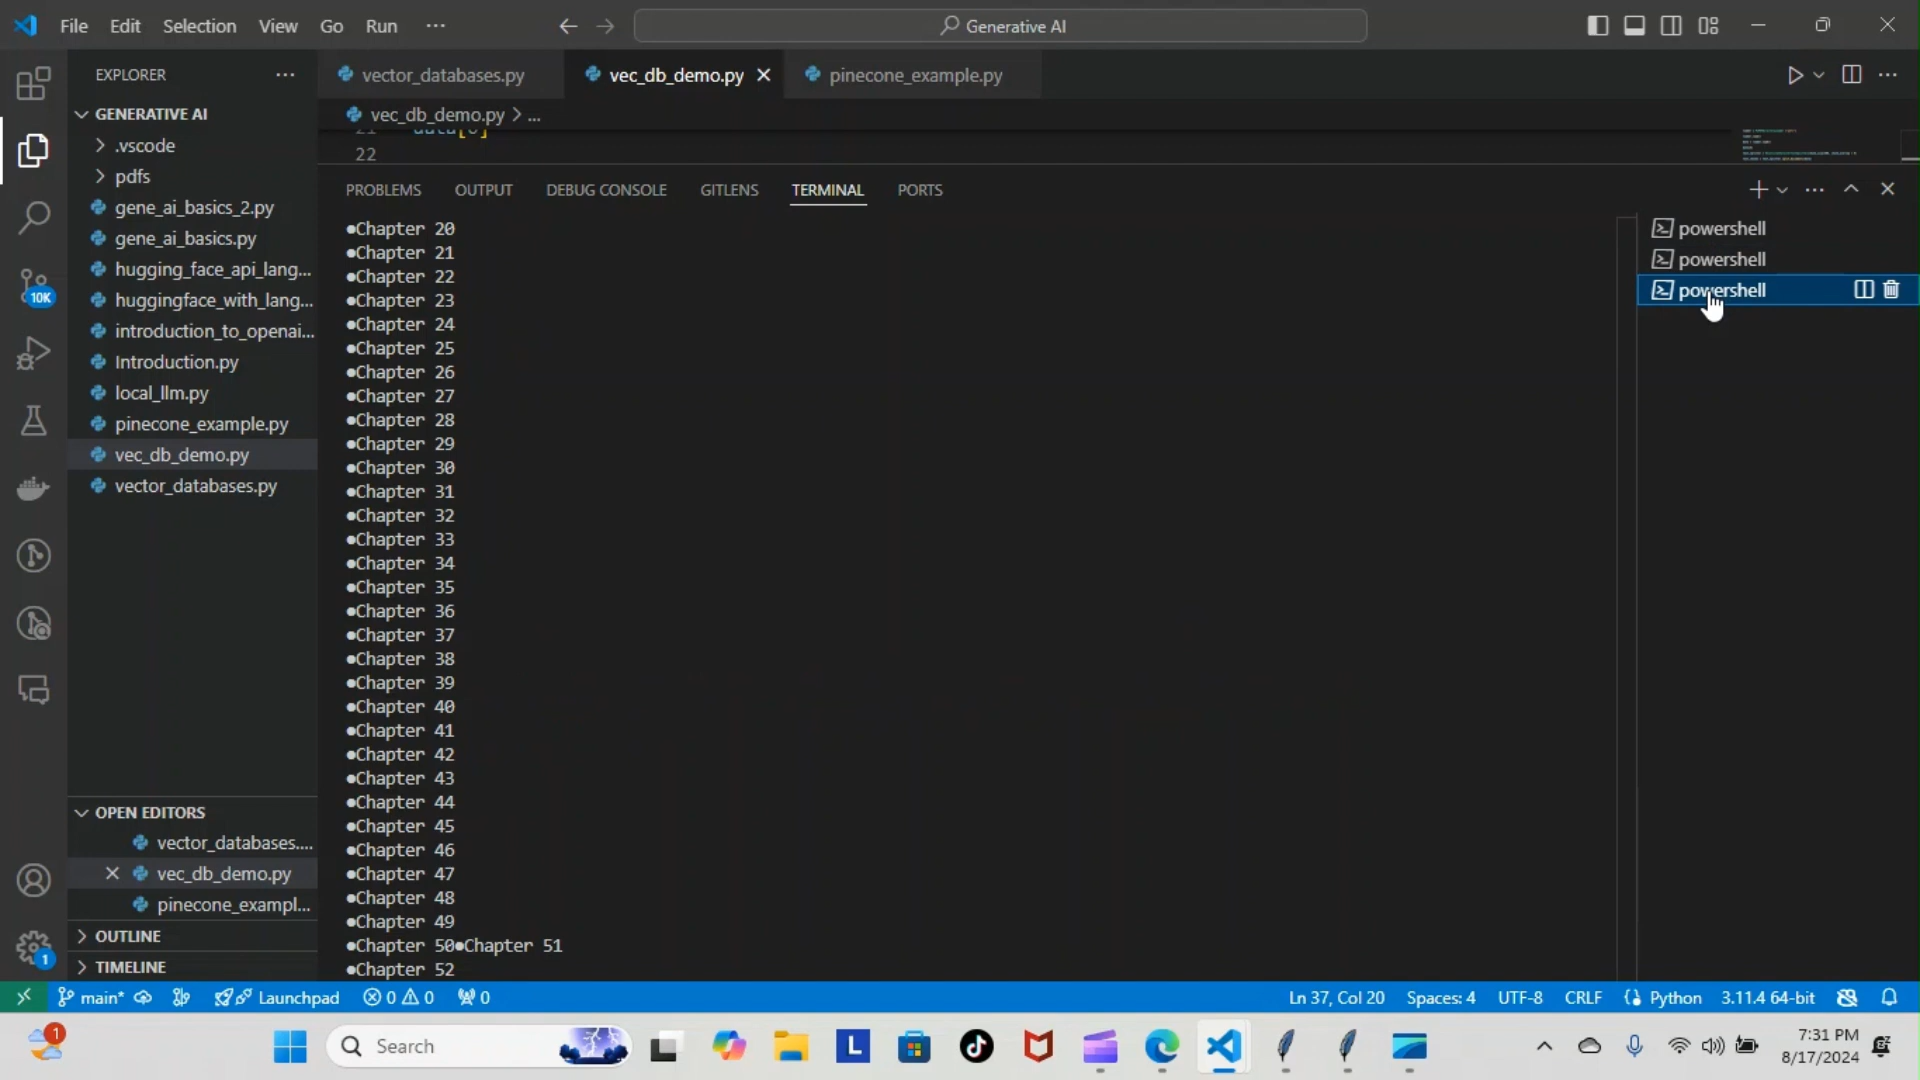 File Edit Selection View Go Run ···
Generative AI
EXPLORER ···
GENERATIVE AI
.vscode
pdfs
gene_ai_basics_2.py
gene_ai_basics.py
hugging_face_api_lang...
huggingface_with_lang...
introduction_to_openai...
Introduction.py
local_llm.py
pinecone_example.py
vec_db_demo.py
vector_databases.py
10K
OPEN EDITORS
vector_databases....
vec_db_demo.py
pinecone_exampl...
OUTLINE
TIMELINE
1
vector_databases.py
vec_db_demo.py
pinecone_example.py
vec_db_demo.py > ...
21 data[0]
22
PROBLEMS OUTPUT DEBUG CONSOLE GITLENS TERMINAL PORTS
●Chapter 20
●Chapter 21
●Chapter 22
●Chapter 23
●Chapter 24
●Chapter 25
●Chapter 26
●Chapter 27
●Chapter 28
●Chapter 29
●Chapter 30
●Chapter 31
●Chapter 32
●Chapter 33
●Chapter 34
●Chapter 35
●Chapter 36
●Chapter 37
●Chapter 38
●Chapter 39
●Chapter 40
●Chapter 41
●Chapter 42
●Chapter 43
●Chapter 44
●Chapter 45
●Chapter 46
●Chapter 47
●Chapter 48
●Chapter 49
●Chapter 50●Chapter 51
●Chapter 52
powershell
powershell
powershell
main* Launchpad 0 0 0
Ln 37, Col 20 Spaces: 4 UTF-8 CRLF Python 3.11.4 64-bit
1
Search
L
7:31 PM
8/17/2024